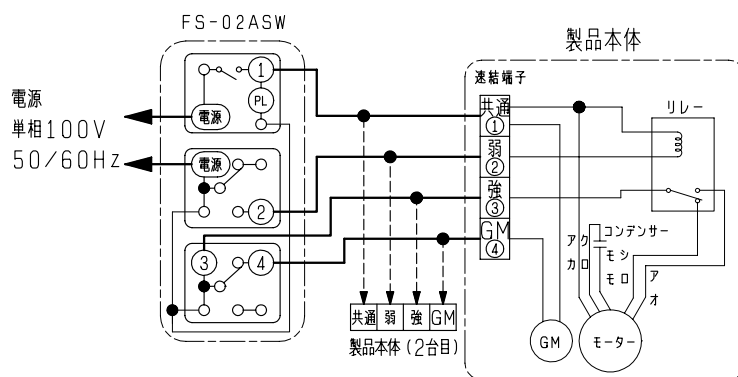 FS-02ASW
製品本体
電源
単相100V
50/60Hz
① PL 電源
電源 ②
③ ④
速結端子
共通 ①
弱 ②
強 ③
GM ④
リレー
コンデンサー
アカ
クロ
モモ
シロ
アオ
GM
モーター
共通 弱 強 GM
製品本体(2台目)